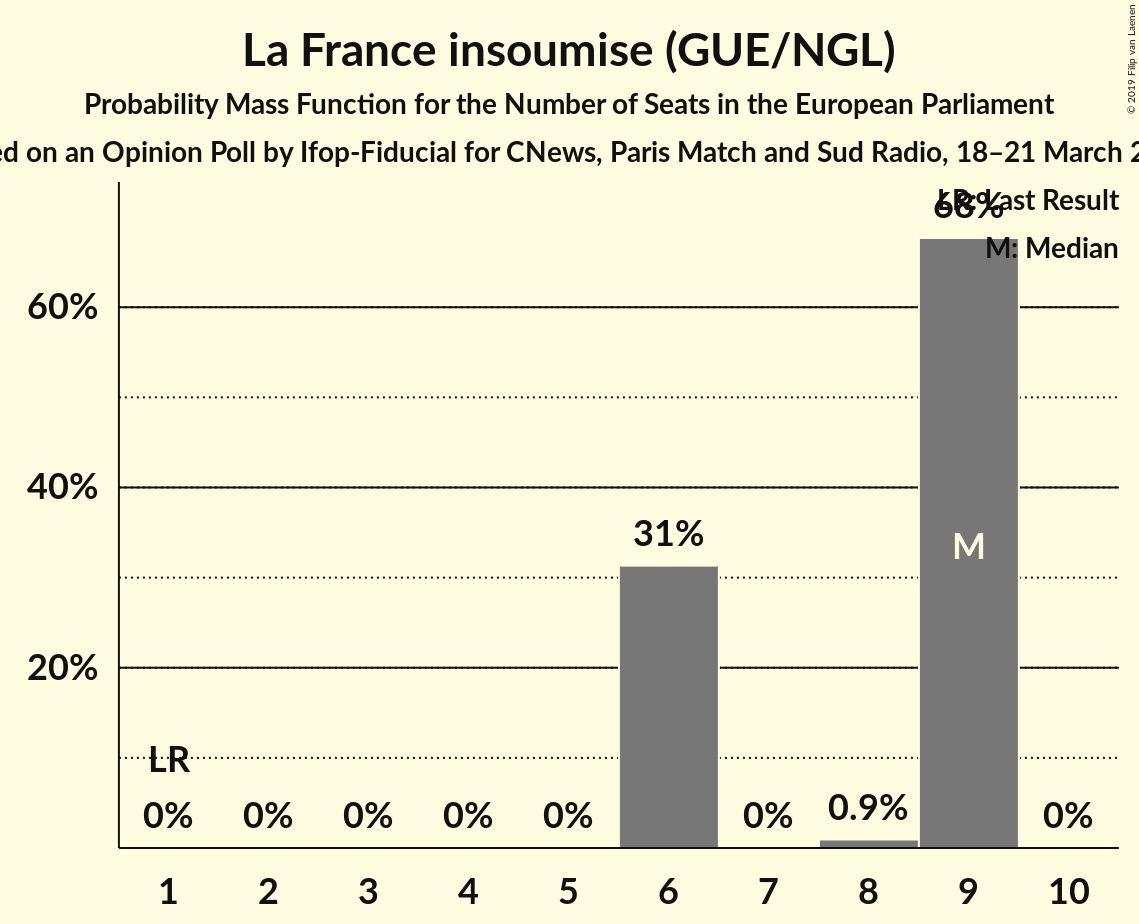 La France insoumise (GUE/NGL)
Probability Mass Function for the Number of Seats in the European Parliament
on an Opinion Poll by Ifop-Fiducial for CNews, Paris Match and Sud Radio, 18–21 March
© 2019 Filip van Laenen
LR: Last Result
M: Median
68%
60%
40%
31%
M
20%
LR
0% 0% 0% 0% 0% 0% 0.9% 0%
1 2 3 4 5 6 7 8 9 10